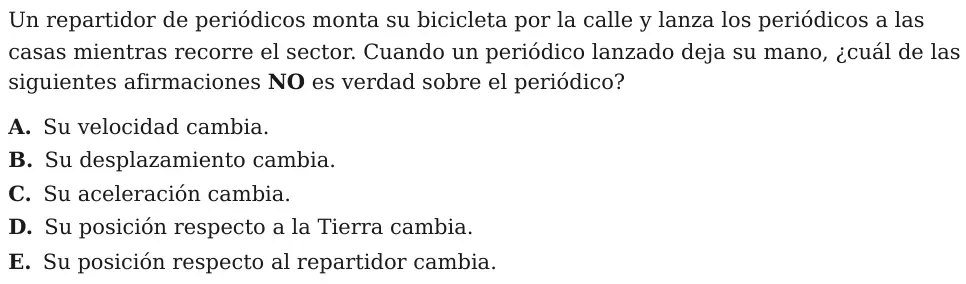 Un repartidor de periódicos monta su bicicleta por la calle y lanza los periódicos a las
casas mientras recorre el sector. Cuando un periódico lanzado deja su mano, ¿cuál de las
siguientes afirmaciones NO es verdad sobre el periódico?
A. Su velocidad cambia.
B. Su desplazamiento cambia.
C. Su aceleración cambia.
D. Su posición respecto a la Tierra cambia.
E. Su posición respecto al repartidor cambia.